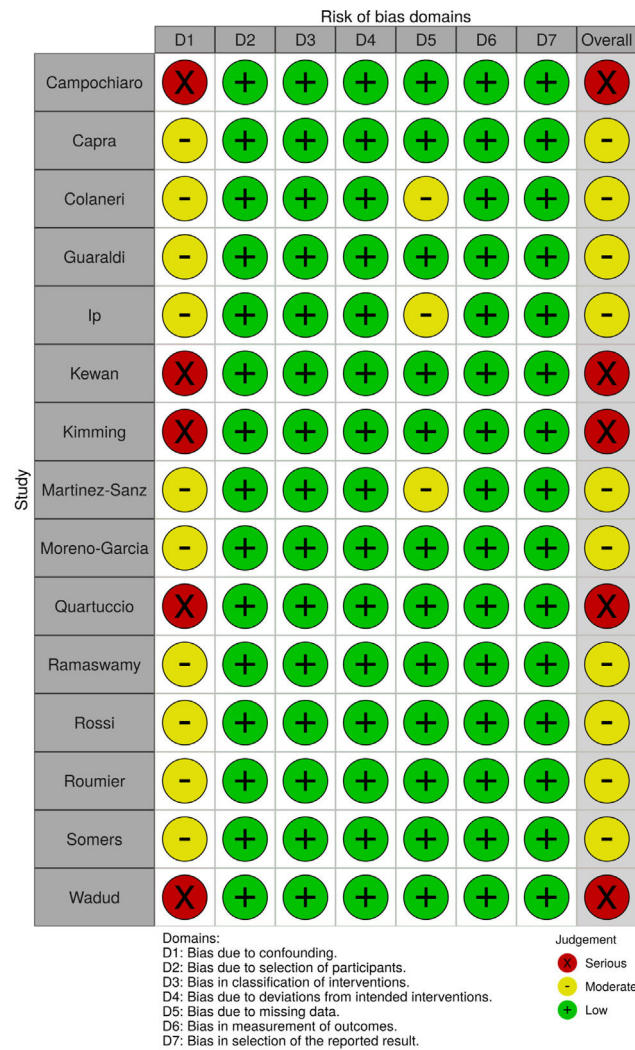 Risk of bias domains
D1 D2 D3 D4 D5 D6 D7 Overall
Study
Campochiaro X + + + + + + X
Capra - + + + + + + -
Colaneri - + + + - + + -
Guaraldi - + + + + + + -
Ip - + + + - + + -
Kewan X + + + + + + X
Kimming X + + + + + + X
Martinez-Sanz - + + + - + + -
Moreno-Garcia - + + + + + + -
Quartuccio X + + + + + + X
Ramaswamy - + + + + + + -
Rossi - + + + + + + -
Roumier - + + + + + + -
Somers - + + + + + + -
Wadud X + + + + + + X
Domains:
D1: Bias due to confounding.
D2: Bias due to selection of participants.
D3: Bias in classification of interventions.
D4: Bias due to deviations from intended interventions.
D5: Bias due to missing data.
D6: Bias in measurement of outcomes.
D7: Bias in selection of the reported result.
Judgement
X Serious
- Moderate
+ Low